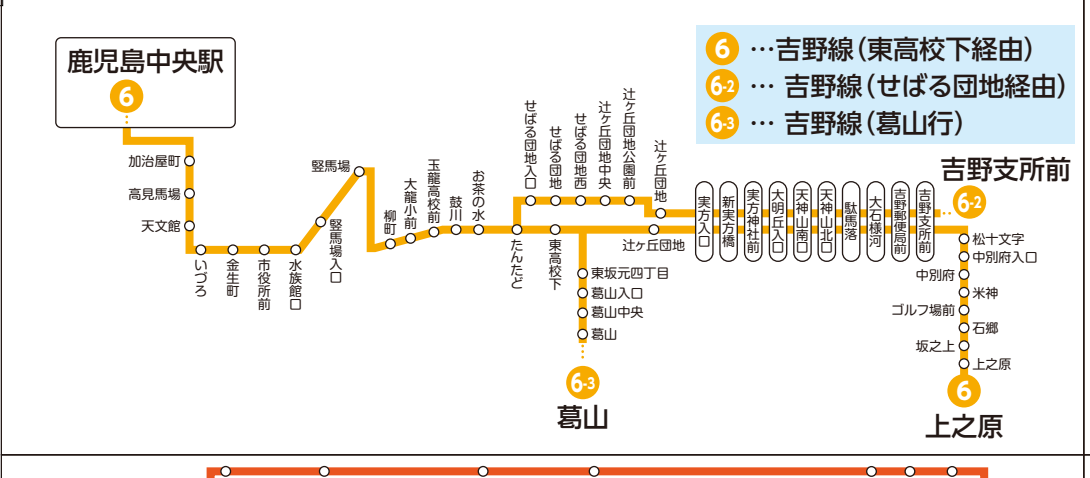 鹿児島中央駅
6
6 …吉野線(東高校下経由)
6-2 … 吉野線(せばる団地経由)
6-3 … 吉野線(葛山行)
加治屋町
高見馬場
天文館
いづろ
金生町
市役所前
水族館口
竪馬場入口
竪馬場
柳町
大龍小前
玉龍高校前
鼓川
お茶の水
たんたど
せばる団地入口
せばる団地
せばる団地西
辻ヶ丘団地中央
辻ヶ丘団地公園前
辻ヶ丘団地
東高校下
辻ヶ丘団地
東坂元四丁目
葛山入口
葛山中央
葛山
6-3
葛山
実方入口
新実方橋
実方神社前
大明丘入口
天神山南口
天神山北口
駄馬落
大石様河
吉野郵便局前
吉野支所前
吉野支所前
6-2
松十文字
中別府入口
中別府
米神
ゴルフ場前
石郷
坂之上
上之原
6
上之原